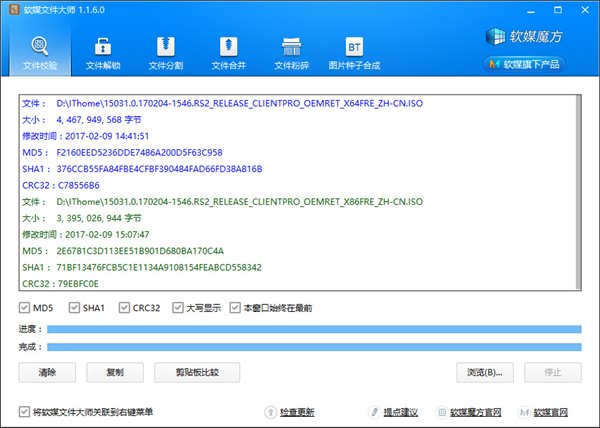 软媒文件大师 1.1.6.0
文件校验 文件解锁 文件分割 文件合并 文件粉碎 BT 图片种子合成
软媒魔方
软媒旗下产品
文件： D:\IThome\15031.0.170204-1546.RS2_RELEASE_CLIENTPRO_OEMRET_X64FRE_ZH-CN.ISO
大小： 4, 467, 949, 568 字节
修改时间：2017-02-09 14:41:51
MD5： F2160EED5236DDE7486A200D5F63C958
SHA1： 376CCB55FA84FBE4CFBF390484FAD66FD38A816B
CRC32：C78556B6
文件： D:\IThome\15031.0.170204-1546.RS2_RELEASE_CLIENTPRO_OEMRET_X86FRE_ZH-CN.ISO
大小： 3, 395, 026, 944 字节
修改时间：2017-02-09 15:07:47
MD5： 2E6781C3D113EE51B901D680BA170C4A
SHA1： 71BF13476FCB5C1E1134A9108154FEABCD558342
CRC32：79EBFC0E
MD5 SHA1 CRC32 大写显示 本窗口始终在最前
进度：
完成：
清除 复制 剪贴板比较 浏览(B)... 停止
将软媒文件大师关联到右键菜单 检查更新 提点建议 软媒魔方官网 软媒官网